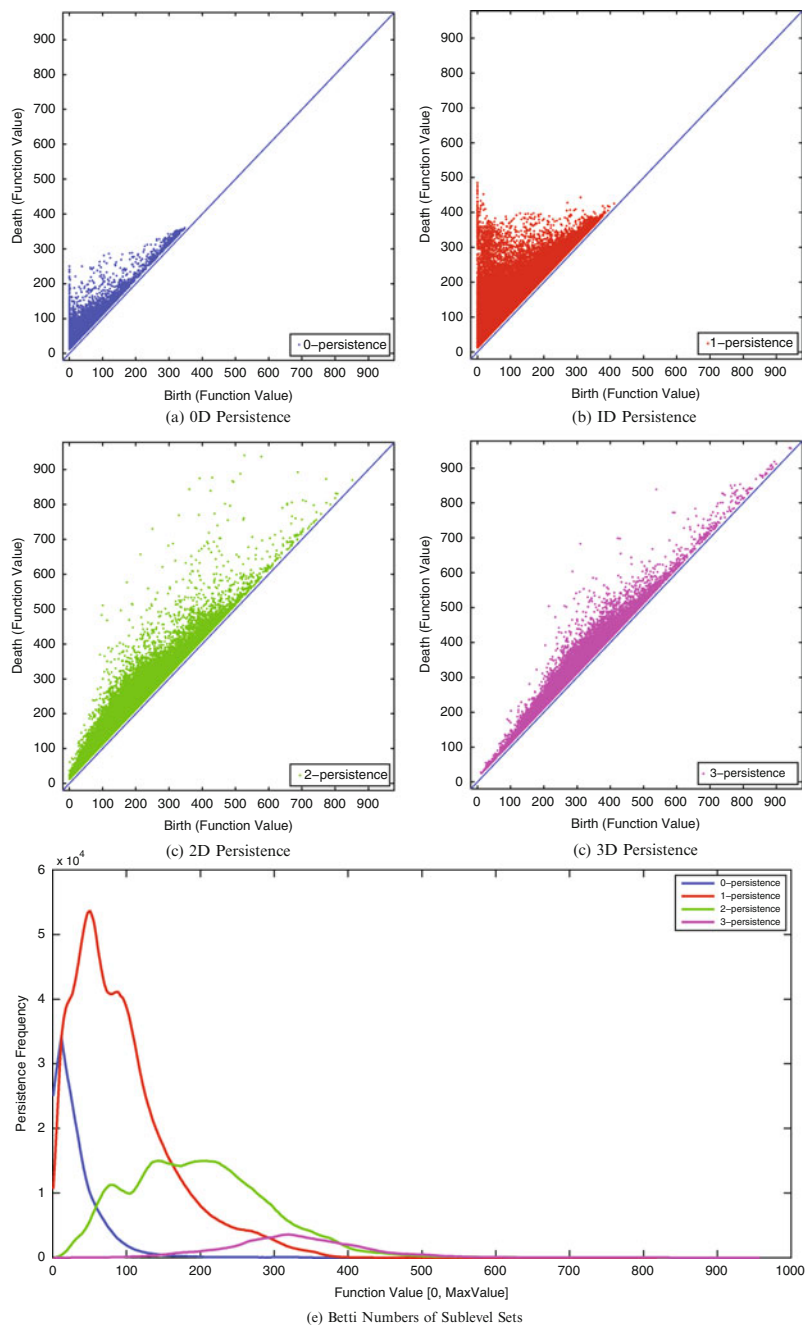 900
800
700
600
500
400
300
200
100
0
Death (Function Value)
0-persistence
0 100 200 300 400 500 600 700 800 900
Birth (Function Value)
(a) 0D Persistence
900
800
700
600
500
400
300
200
100
0
Death (Function Value)
1-persistence
0 100 200 300 400 500 600 700 800 900
Birth (Function Value)
(b) 1D Persistence
900
800
700
600
500
400
300
200
100
0
Death (Function Value)
2-persistence
0 100 200 300 400 500 600 700 800 900
Birth (Function Value)
(c) 2D Persistence
900
800
700
600
500
400
300
200
100
0
Death (Function Value)
3-persistence
0 100 200 300 400 500 600 700 800 900
Birth (Function Value)
(c) 3D Persistence
x 10⁴
6
5
4
3
2
1
0
Persistence Frequency
0-persistence
1-persistence
2-persistence
3-persistence
0 100 200 300 400 500 600 700 800 900 1000
Function Value [0, MaxValue]
(e) Betti Numbers of Sublevel Sets